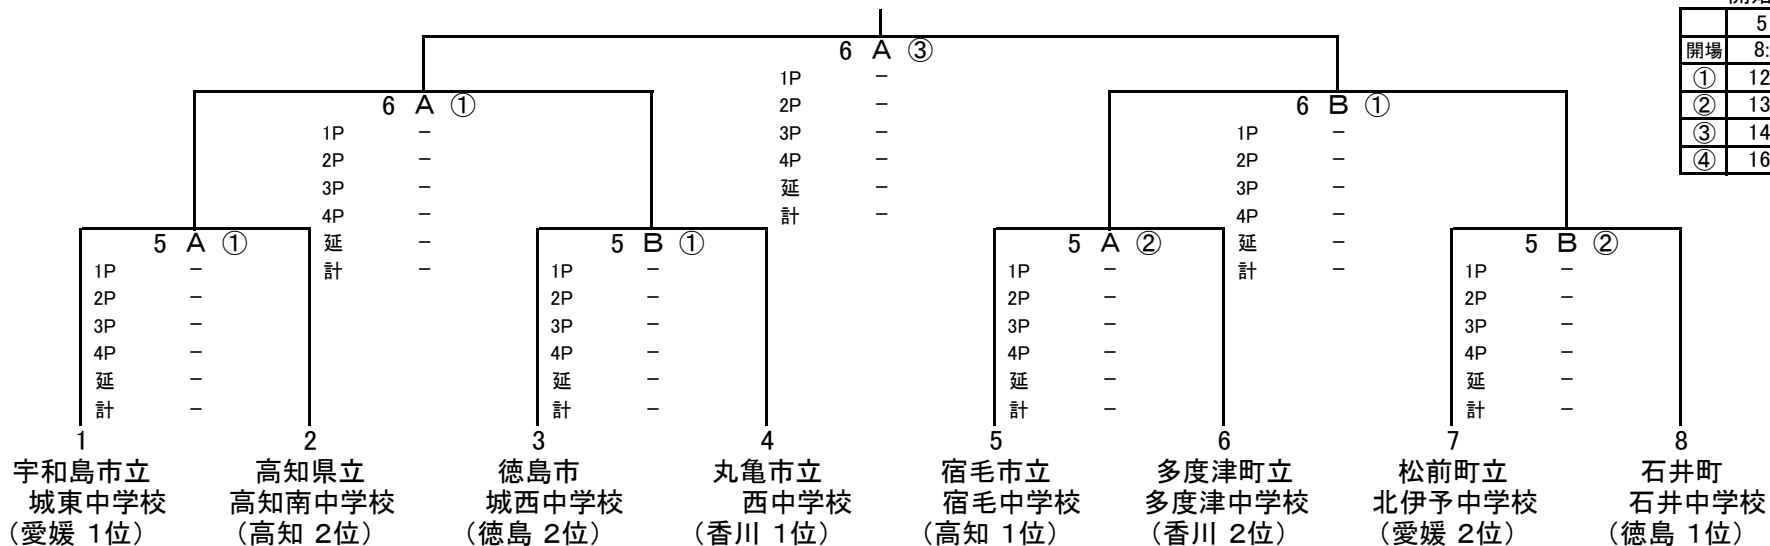 6 A ③
1P －
2P －
3P －
4P －
延 －
計 －
6 A ①
1P －
2P －
3P －
4P －
延 －
計 －
6 B ①
1P －
2P －
3P －
4P －
延 －
計 －
5 A ①
1P －
2P －
3P －
4P －
延 －
計 －
5 B ①
1P －
2P －
3P －
4P －
延 －
計 －
5 A ②
1P －
2P －
3P －
4P －
延 －
計 －
5 B ②
1P －
2P －
3P －
4P －
延 －
計 －
1
宇和島市立
城東中学校
（愛媛 1位）
2
高知県立
高知南中学校
（高知 2位）
3
徳島市
城西中学校
（徳島 2位）
4
丸亀市立
西中学校
（香川 1位）
5
宿毛市立
宿毛中学校
（高知 1位）
6
多度津町立
多度津中学校
（香川 2位）
7
松前町立
北伊予中学校
（愛媛 2位）
8
石井町
石井中学校
（徳島 1位）
5
開場 8:
① 12
② 13
③ 14
④ 16